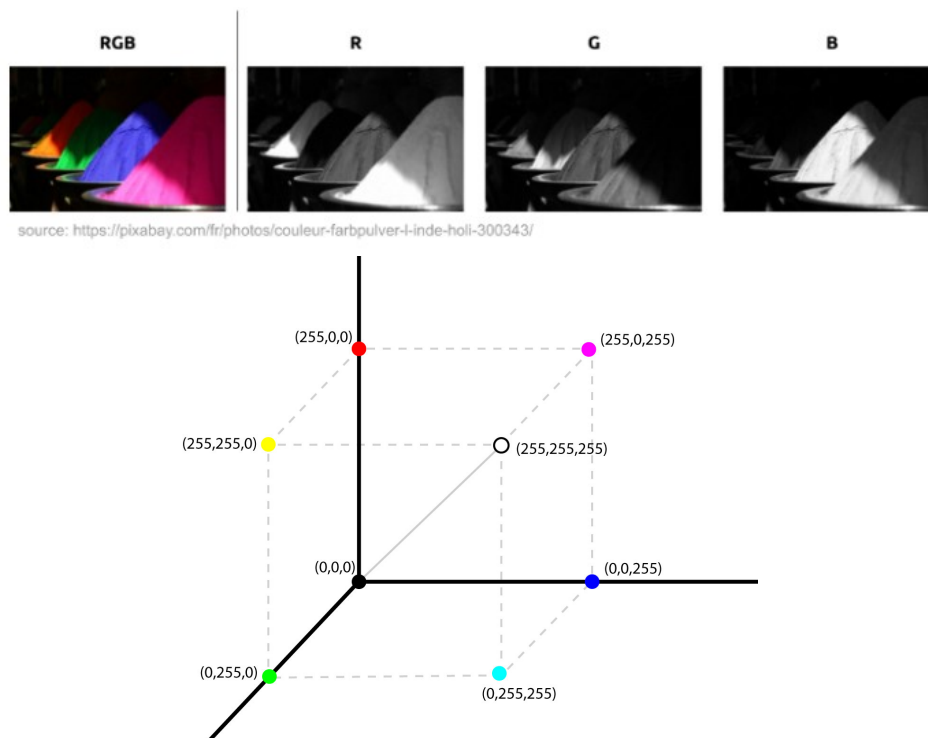 RGB R G B
source: https://pixabay.com/fr/photos/couleur-farbpulver-l-inde-holi-300343/
(255,0,0) (255,0,255)
(255,255,0) (255,255,255)
(0,0,0) (0,0,255)
(0,255,0)
(0,255,255)